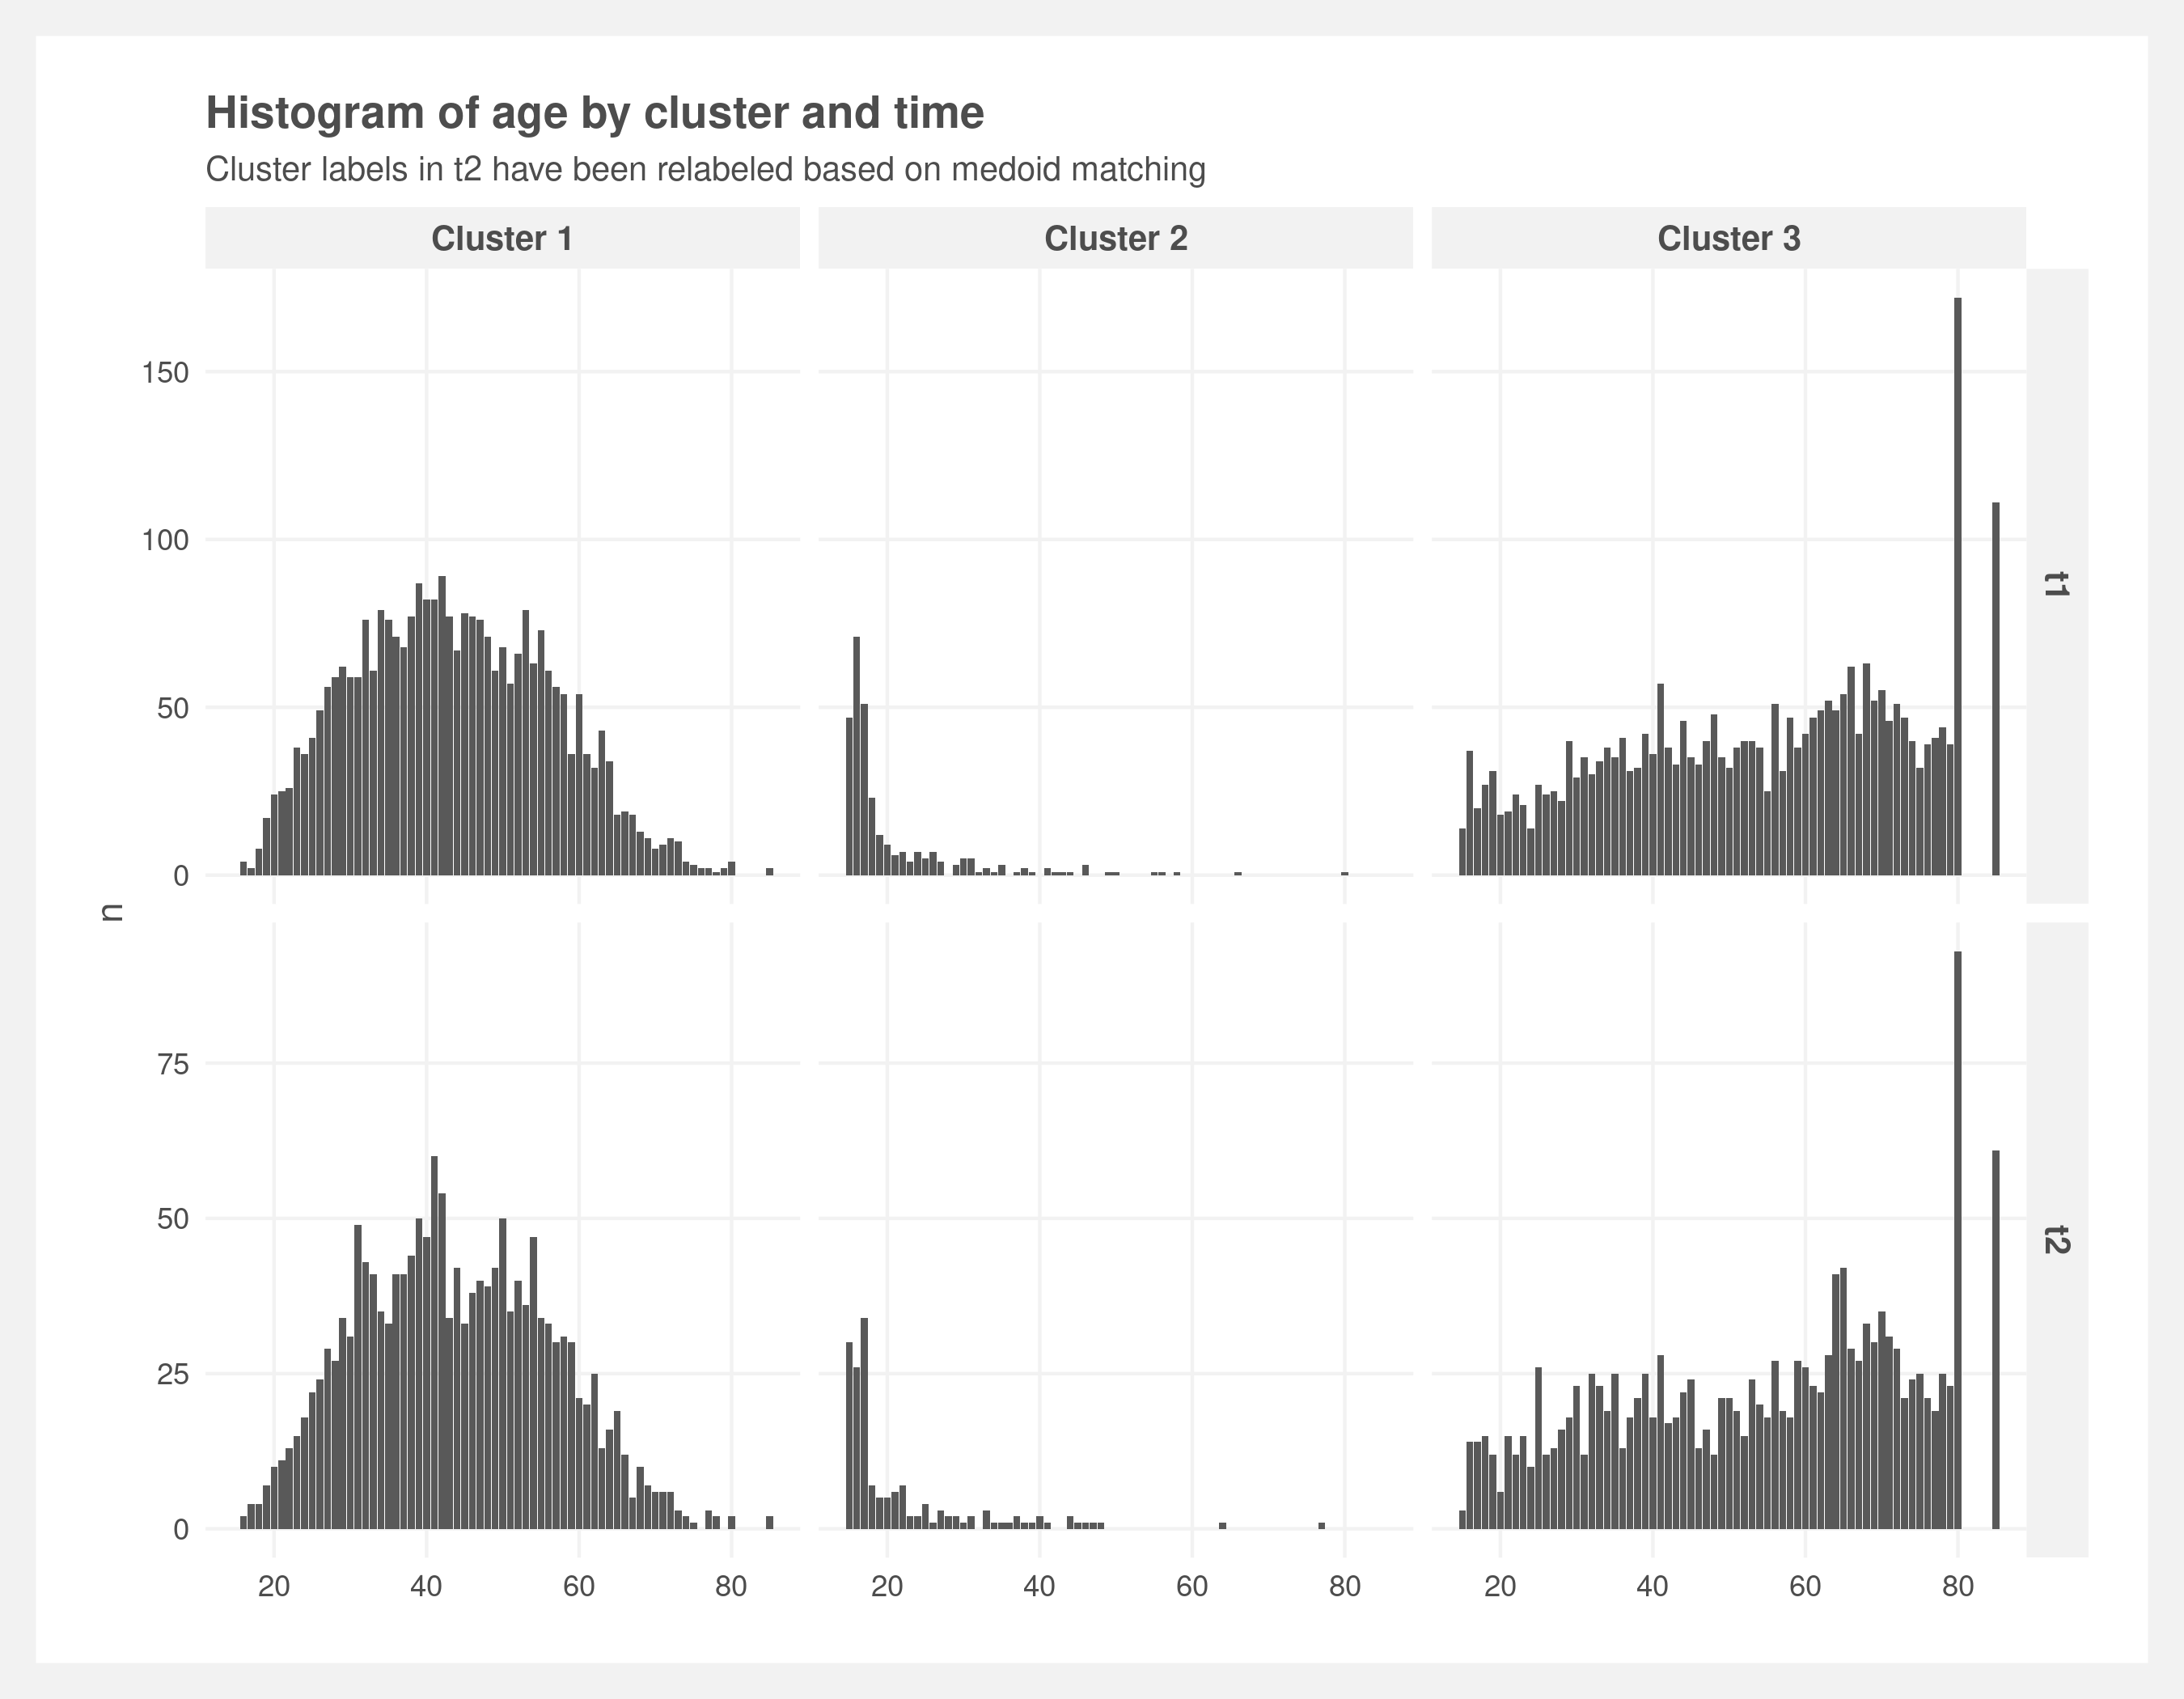 Histogram of age by cluster and time
Cluster labels in t2 have been relabeled based on medoid matching
Cluster 1 Cluster 2 Cluster 3
150
100
50
0
t1
n
75
50
25
0
t2
20 40 60 80 20 40 60 80 20 40 60 80